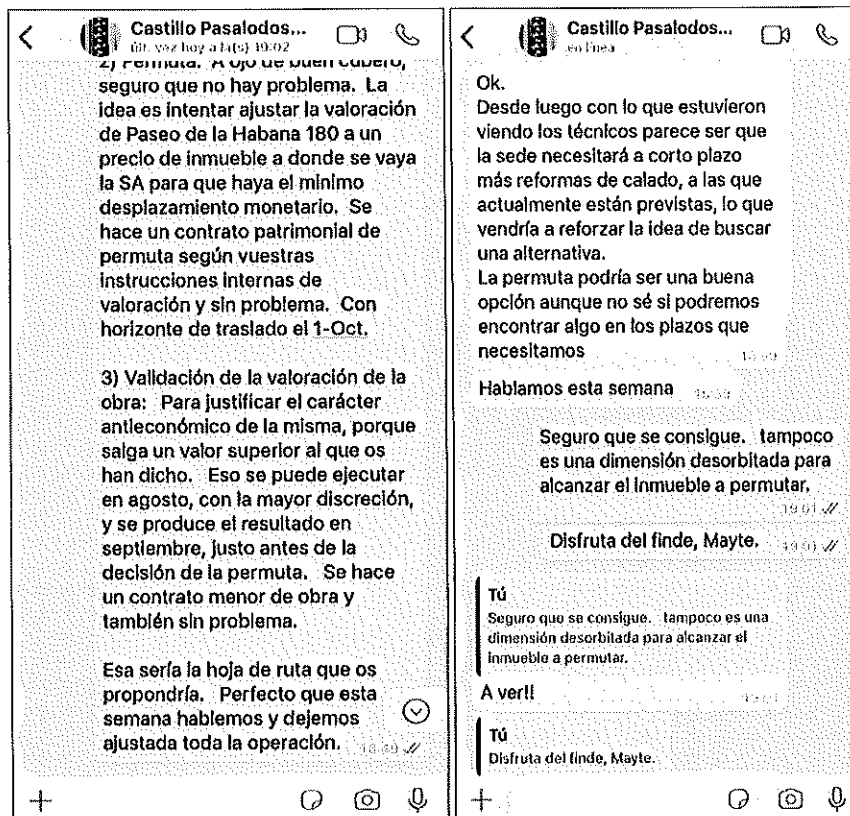 Castillo Pasalodos...
últ. vez hoy a la(s) 19:02
2) Permuta. A ojo de buen cubero,
seguro que no hay problema. La
idea es intentar ajustar la valoración
de Paseo de la Habana 180 a un
precio de inmueble a donde se vaya
la SA para que haya el mínimo
desplazamiento monetario. Se
hace un contrato patrimonial de
permuta según vuestras
instrucciones internas de
valoración y sin problema. Con
horizonte de traslado el 1-Oct.
3) Validación de la valoración de la
obra: Para justificar el carácter
antieconómico de la misma, porque
salga un valor superior al que os
han dicho. Eso se puede ejecutar
en agosto, con la mayor discreción,
y se produce el resultado en
septiembre, justo antes de la
decisión de la permuta. Se hace
un contrato menor de obra y
también sin problema.
Esa sería la hoja de ruta que os
propondría. Perfecto que esta
semana hablemos y dejemos
ajustada toda la operación.
Castillo Pasalodos...
en línea
Ok.
Desde luego con lo que estuvieron
viendo los técnicos parece ser que
la sede necesitará a corto plazo
más reformas de calado, a las que
actualmente están previstas, lo que
vendría a reforzar la idea de buscar
una alternativa.
La permuta podría ser una buena
opción aunque no sé si podremos
encontrar algo en los plazos que
necesitamos
Hablamos esta semana
Seguro que se consigue. tampoco
es una dimensión desorbitada para
alcanzar el inmueble a permutar.
19:01
Disfruta del finde, Mayte. 19:01
Tú
Seguro que se consigue. tampoco es una
dimensión desorbitada para alcanzar el
inmueble a permutar.
A ver!!
Tú
Disfruta del finde, Mayte.